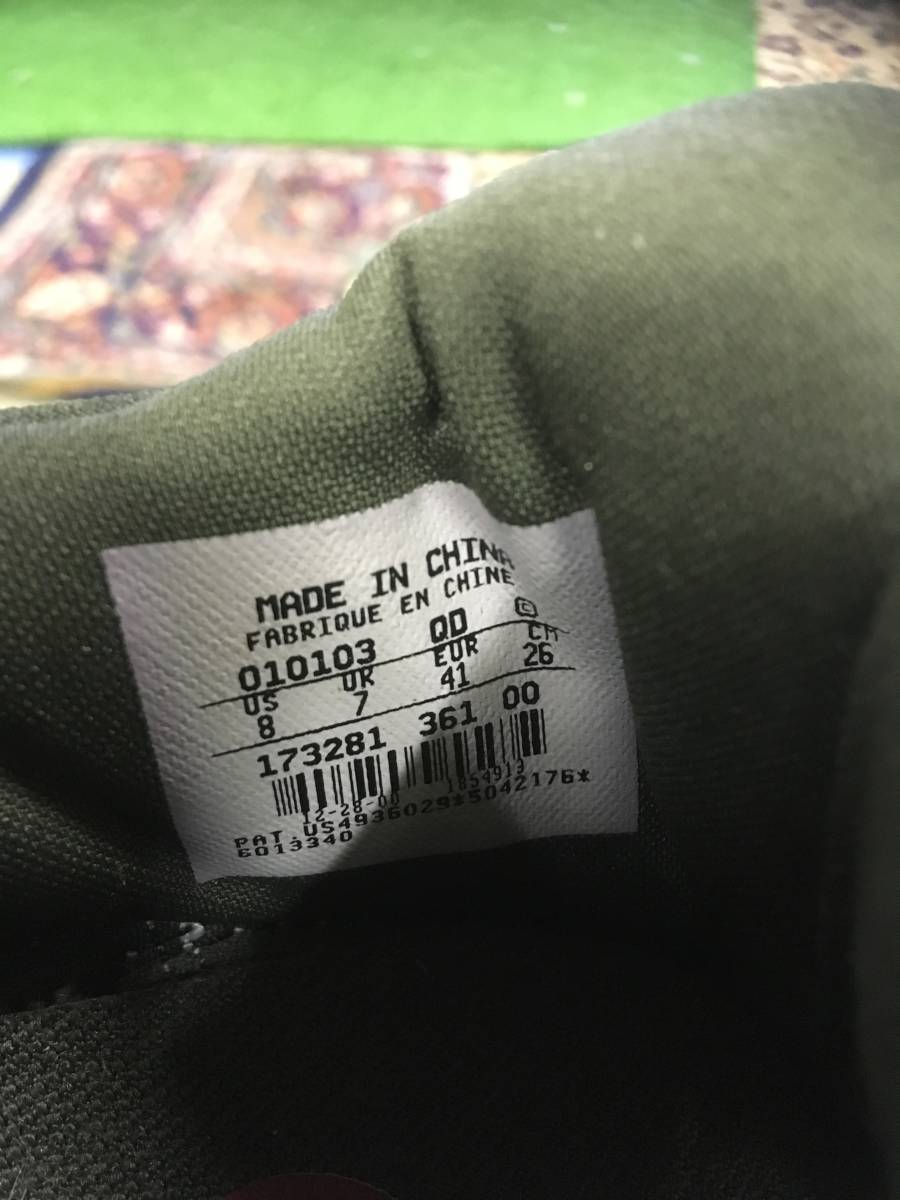 MADE IN CHINA
FABRIQUE EN CHINE
010103 QD ©
US UK EUR CM
8 7 41 26
173281 361 00
12-28-00 1854913
PAT. US4936029*5042176*
6013340